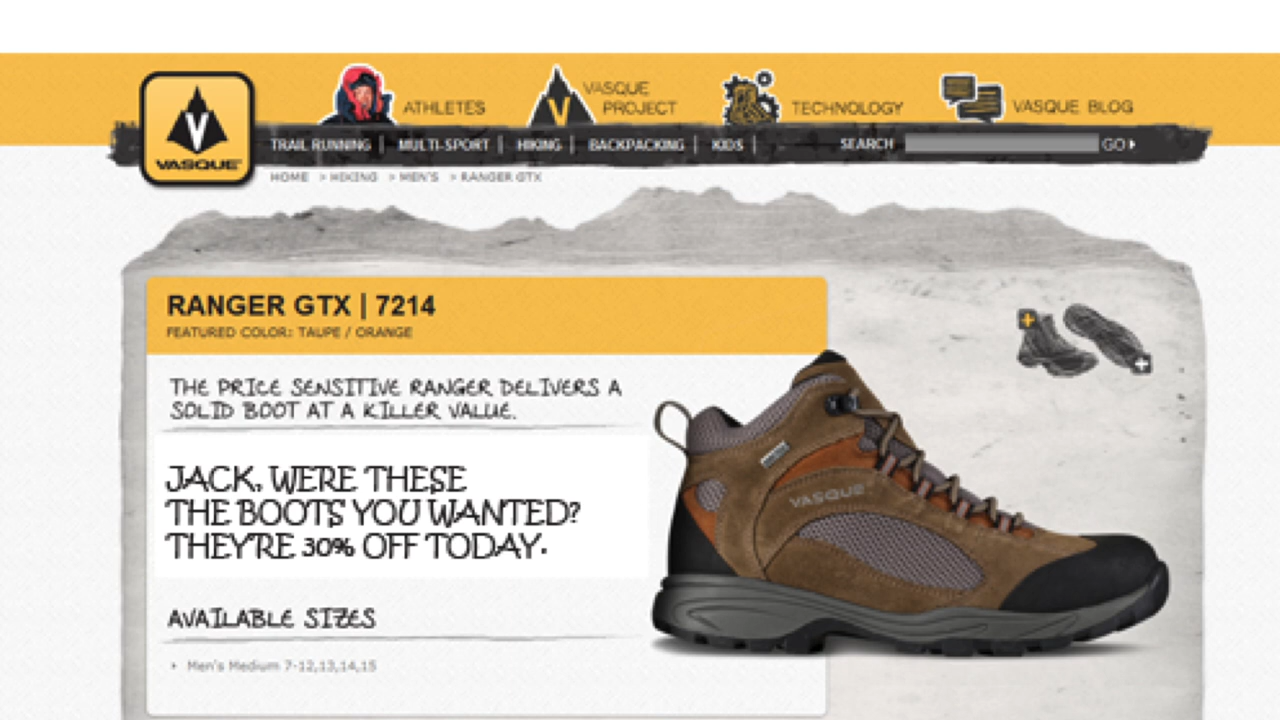 ATHLETES
VASQUE
PROJECT
TECHNOLOGY
VASQUE BLOG
VASQUE
TRAIL RUNNING | MULTI-SPORT | HIKING | BACKPACKING | KIDS |
SEARCH GO
HOME > HIKING > MEN'S > RANGER GTX
RANGER GTX | 7214
FEATURED COLOR: TAUPE / ORANGE
THE PRICE SENSITIVE RANGER DELIVERS A
SOLID BOOT AT A KILLER VALUE.
JACK, WERE THESE
THE BOOTS YOU WANTED?
THEY'RE 30% OFF TODAY.
VASQUE
AVAILABLE SIZES
Men's Medium 7-12,13,14,15